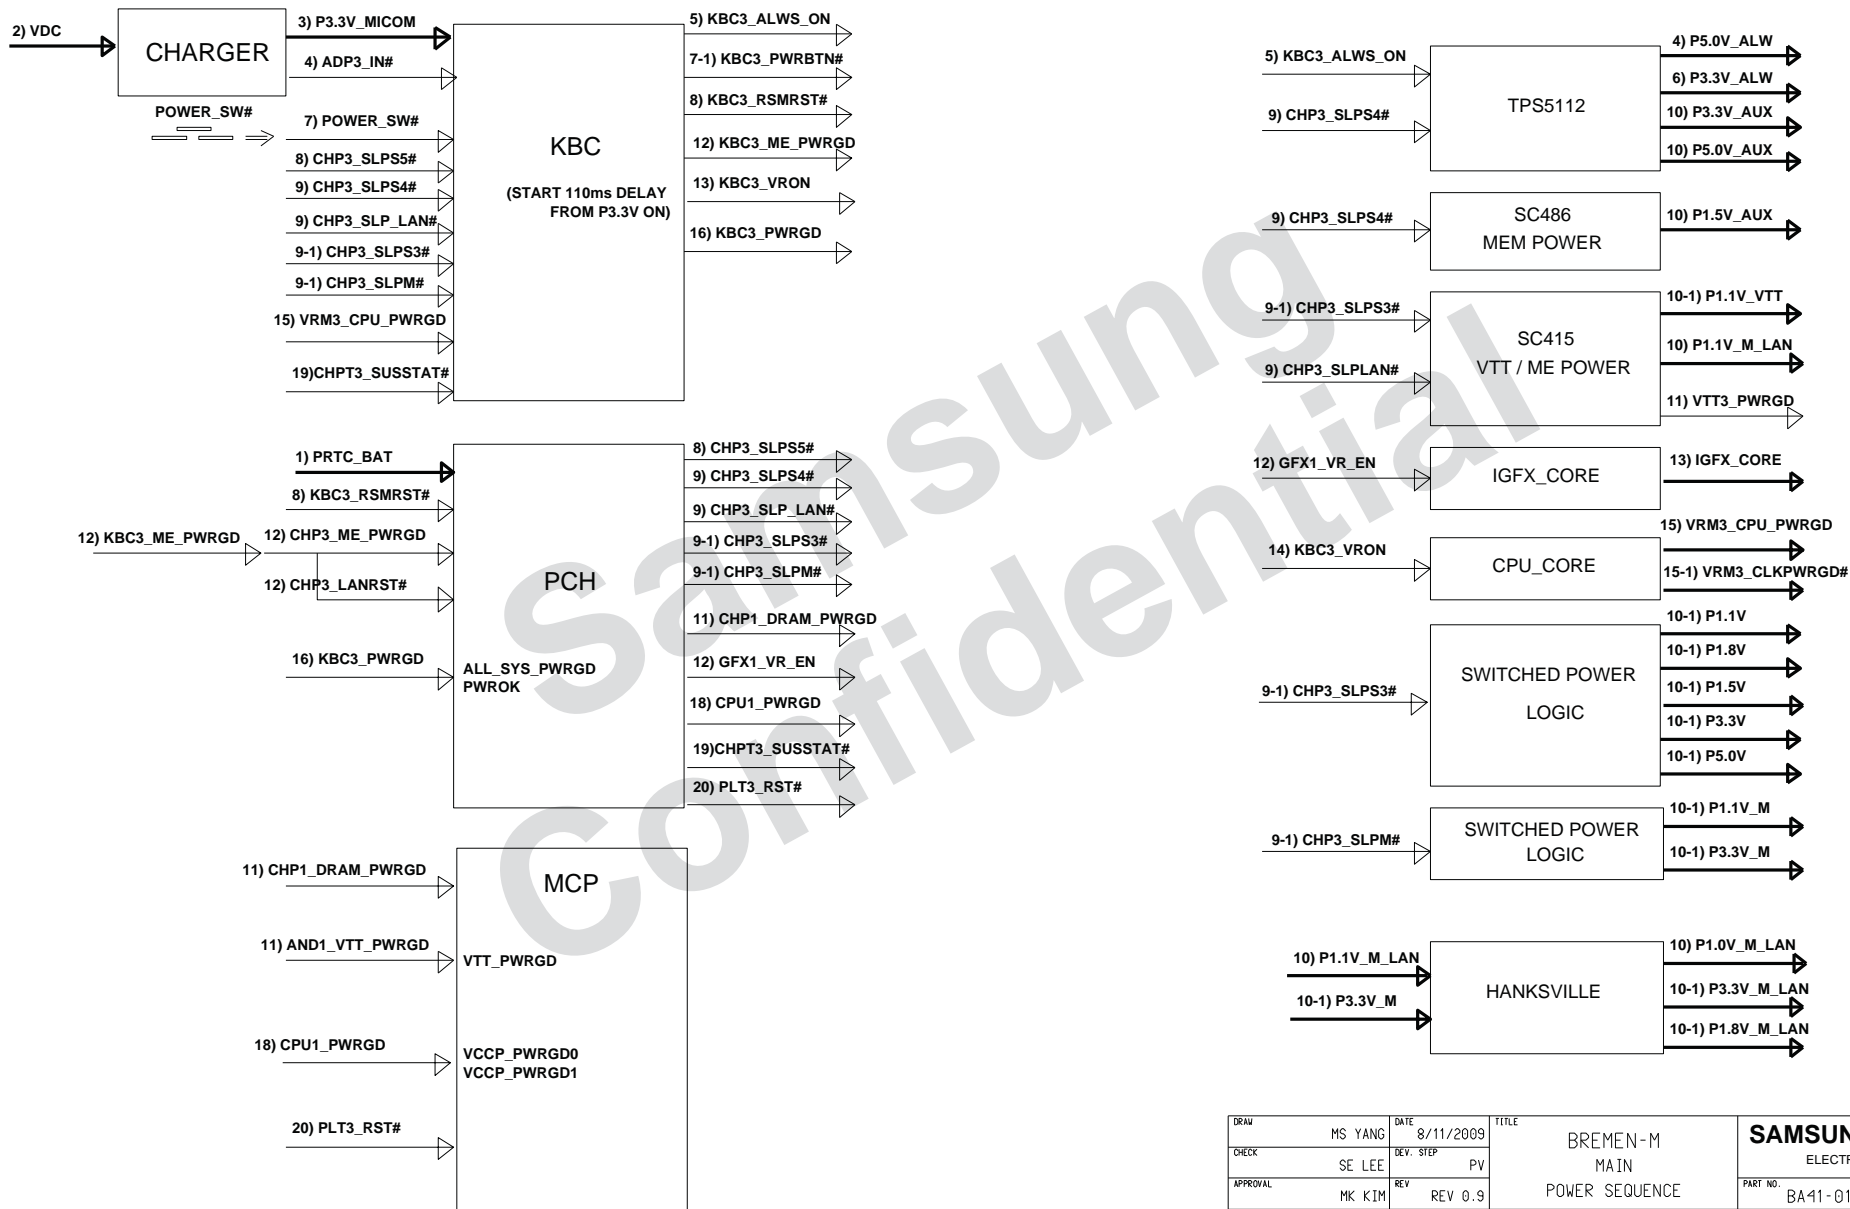 2) VDC
CHARGER
3) P3.3V_MICOM
4) ADP3_IN#
POWER_SW#
7) POWER_SW#
8) CHP3_SLPS5#
9) CHP3_SLPS4#
9) CHP3_SLP_LAN#
9-1) CHP3_SLPS3#
9-1) CHP3_SLPM#
15) VRM3_CPU_PWRGD
19)CHPT3_SUSSTAT#
KBC
(START 110ms DELAY
FROM P3.3V ON)
5) KBC3_ALWS_ON
7-1) KBC3_PWRBTN#
8) KBC3_RSMRST#
12) KBC3_ME_PWRGD
13) KBC3_VRON
16) KBC3_PWRGD
1) PRTC_BAT
8) KBC3_RSMRST#
12) KBC3_ME_PWRGD
12) CHP3_ME_PWRGD
12) CHP3_LANRST#
16) KBC3_PWRGD
PCH
ALL_SYS_PWRGD
PWROK
8) CHP3_SLPS5#
9) CHP3_SLPS4#
9) CHP3_SLP_LAN#
9-1) CHP3_SLPS3#
9-1) CHP3_SLPM#
11) CHP1_DRAM_PWRGD
12) GFX1_VR_EN
18) CPU1_PWRGD
19)CHPT3_SUSSTAT#
20) PLT3_RST#
11) CHP1_DRAM_PWRGD
11) AND1_VTT_PWRGD
18) CPU1_PWRGD
20) PLT3_RST#
MCP
VTT_PWRGD
VCCP_PWRGD0
VCCP_PWRGD1
5) KBC3_ALWS_ON
9) CHP3_SLPS4#
TPS5112
4) P5.0V_ALW
6) P3.3V_ALW
10) P3.3V_AUX
10) P5.0V_AUX
9) CHP3_SLPS4#
SC486
MEM POWER
10) P1.5V_AUX
9-1) CHP3_SLPS3#
9) CHP3_SLPLAN#
SC415
VTT / ME POWER
10-1) P1.1V_VTT
10) P1.1V_M_LAN
11) VTT3_PWRGD
12) GFX1_VR_EN
IGFX_CORE
13) IGFX_CORE
14) KBC3_VRON
CPU_CORE
15) VRM3_CPU_PWRGD
15-1) VRM3_CLKPWRGD#
9-1) CHP3_SLPS3#
SWITCHED POWER
LOGIC
10-1) P1.1V
10-1) P1.8V
10-1) P1.5V
10-1) P3.3V
10-1) P5.0V
9-1) CHP3_SLPM#
SWITCHED POWER
LOGIC
10-1) P1.1V_M
10-1) P3.3V_M
10) P1.1V_M_LAN
10-1) P3.3V_M
HANKSVILLE
10) P1.0V_M_LAN
10-1) P3.3V_M_LAN
10-1) P1.8V_M_LAN
Samsung
Confidential
DRAW MS YANG
DATE 8/11/2009
CHECK SE LEE
DEV. STEP PV
APPROVAL MK KIM
REV REV 0.9
TITLE
BREMEN-M
MAIN
POWER SEQUENCE
SAMSUN
ELECTR
PART NO.
BA41-01